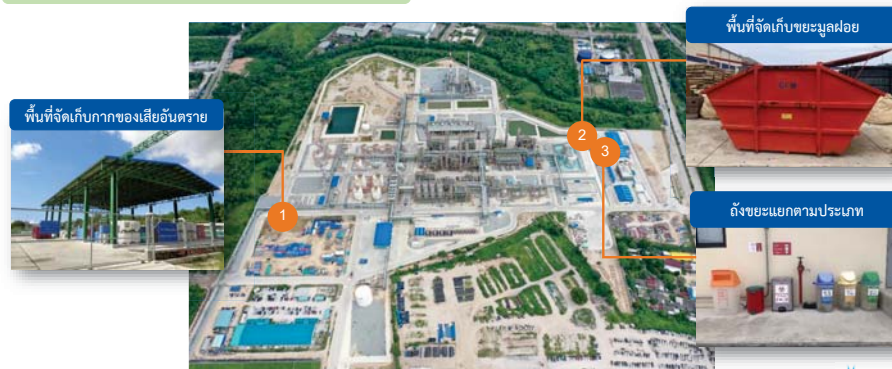 พื้นที่จัดเก็บขยะมูลฝอย
พื้นที่จัดเก็บกากของเสียอันตราย
2
3
1
ถังขยะแยกตามประเภท